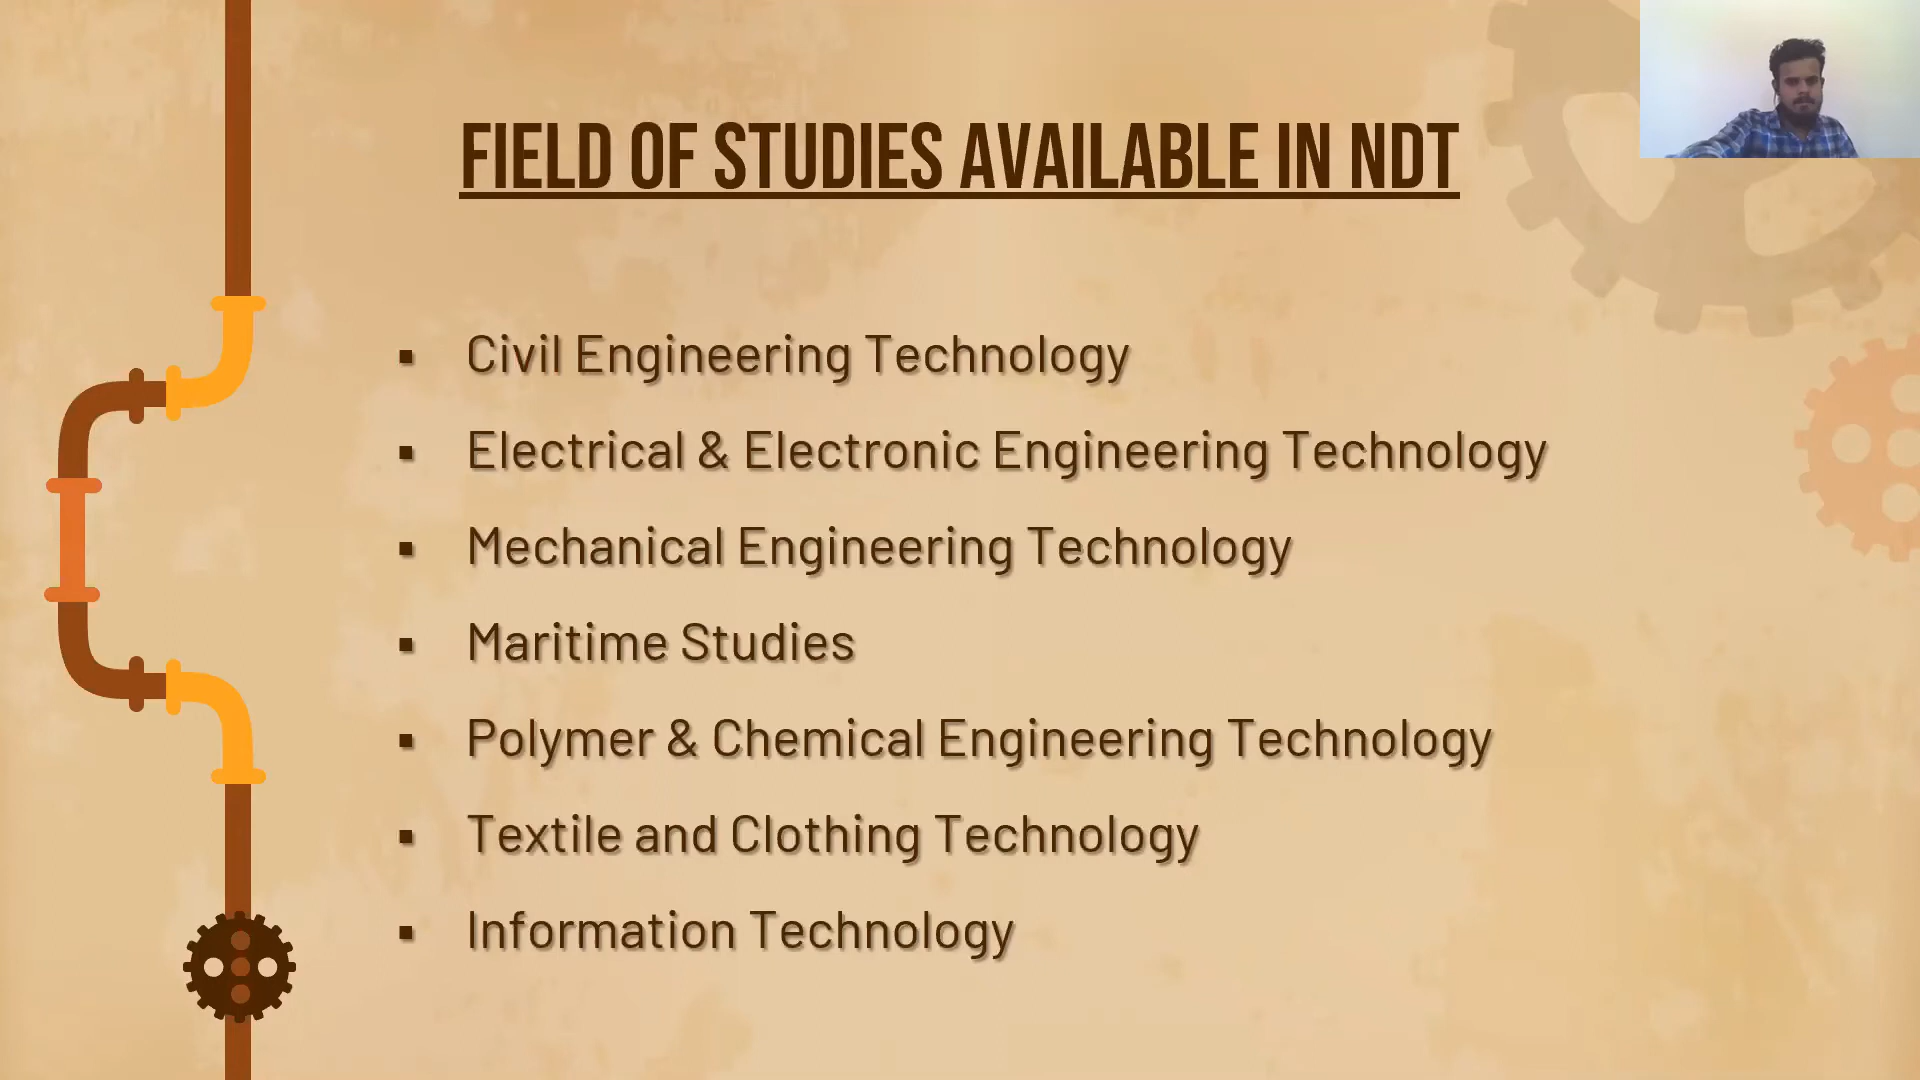 FIELD OF STUDIES AVAILABLE IN NDT
▪ Civil Engineering Technology
▪ Electrical & Electronic Engineering Technology
▪ Mechanical Engineering Technology
▪ Maritime Studies
▪ Polymer & Chemical Engineering Technology
▪ Textile and Clothing Technology
▪ Information Technology